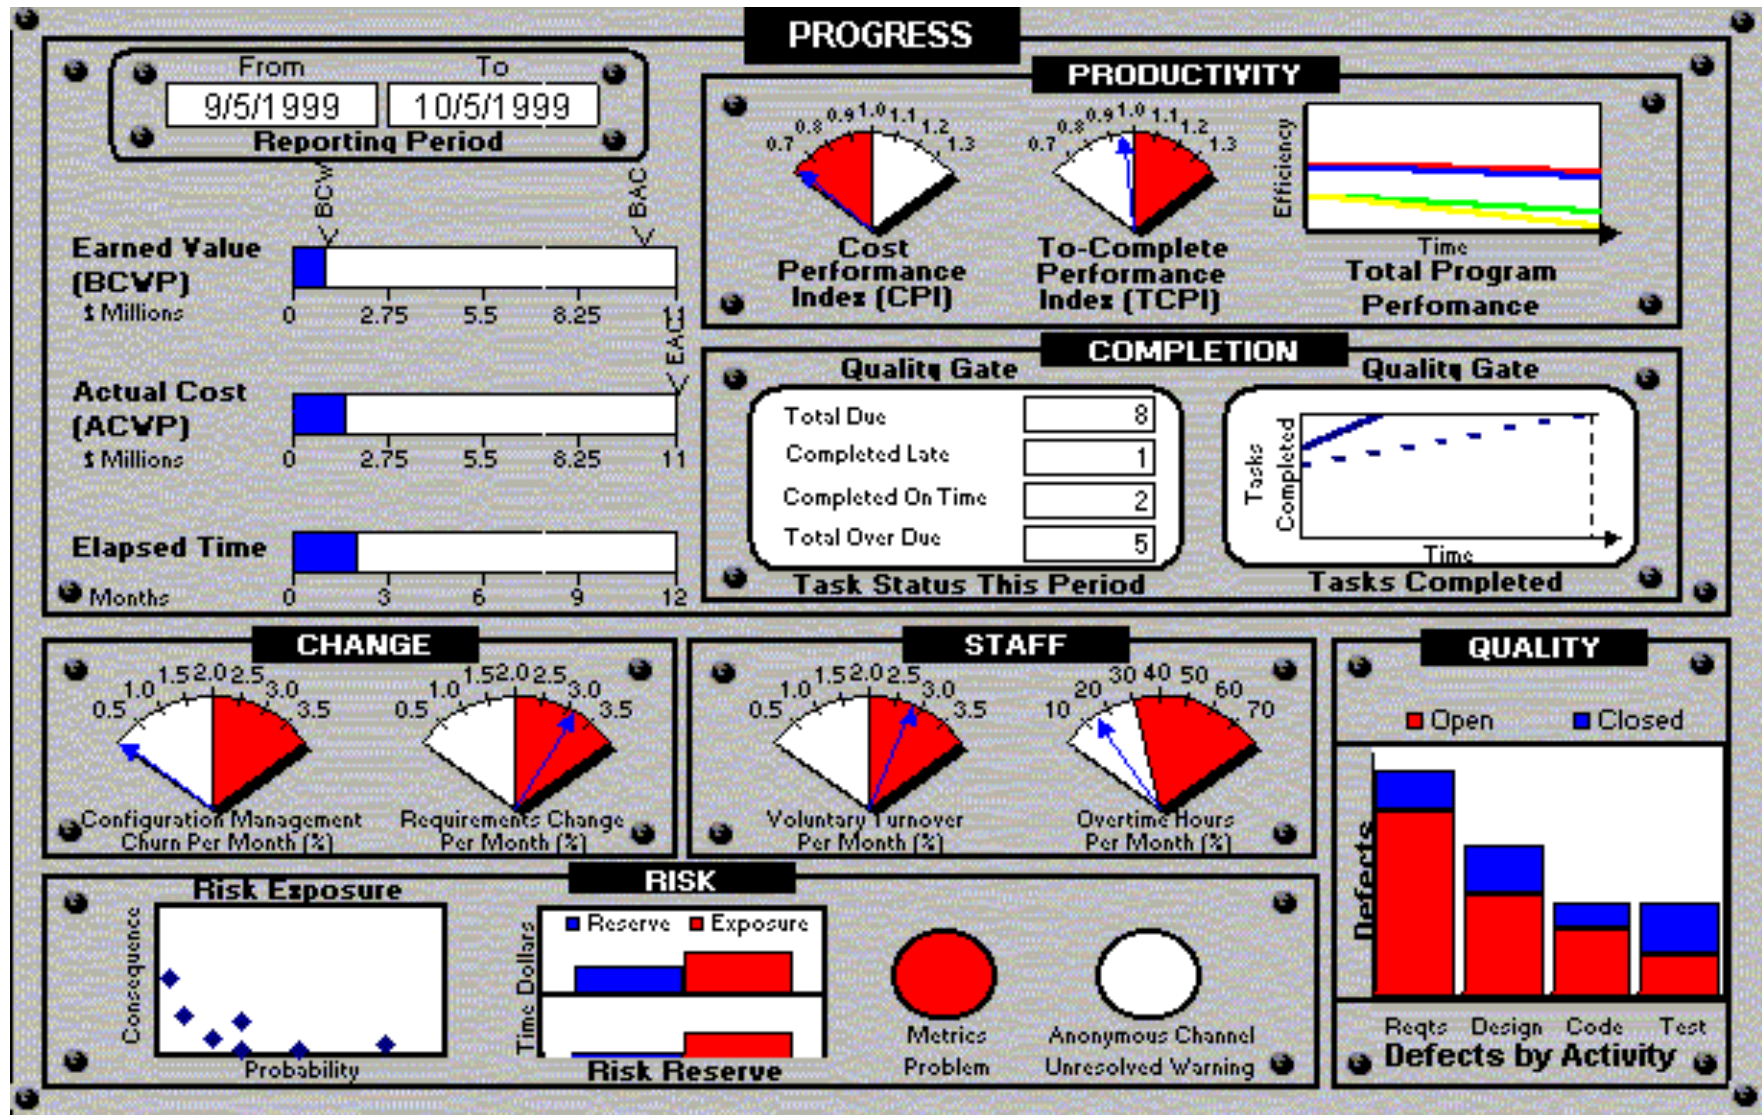 PROGRESS
From To
9/5/1999 10/5/1999
Reporting Period
BCW
BAC
Earned Value
(BCWP)
$ Millions
0 2.75 5.5 8.25 11
EAC
Actual Cost
(ACWP)
$ Millions
0 2.75 5.5 8.25 11
Elapsed Time
Months
0 3 6 9 12
PRODUCTIVITY
0.7 0.8 0.9 1.0 1.1 1.2 1.3
Cost
Performance
Index (CPI)
0.7 0.8 0.9 1.0 1.1 1.2 1.3
To-Complete
Performance
Index (TCPI)
Efficiency
Time
Total Program
Perfomance
COMPLETION
Quality Gate
Total Due 8
Completed Late 1
Completed On Time 2
Total Over Due 5
Task Status This Period
Quality Gate
Tasks
Completed
Time
Tasks Completed
CHANGE
0.5 1.0 1.5 2.0 2.5 3.0 3.5
Configuration Management
Churn Per Month (%)
0.5 1.0 1.5 2.0 2.5 3.0 3.5
Requirements Change
Per Month (%)
STAFF
0.5 1.0 1.5 2.0 2.5 3.0 3.5
Voluntary Turnover
Per Month (%)
10 20 30 40 50 60 70
Overtime Hours
Per Month (%)
QUALITY
Open Closed
Defects
Reqts Design Code Test
Defects by Activity
RISK
Risk Exposure
Consequence
Probability
Reserve Exposure
Dollars
Time
Risk Reserve
Metrics
Problem
Anonymous Channel
Unresolved Warning